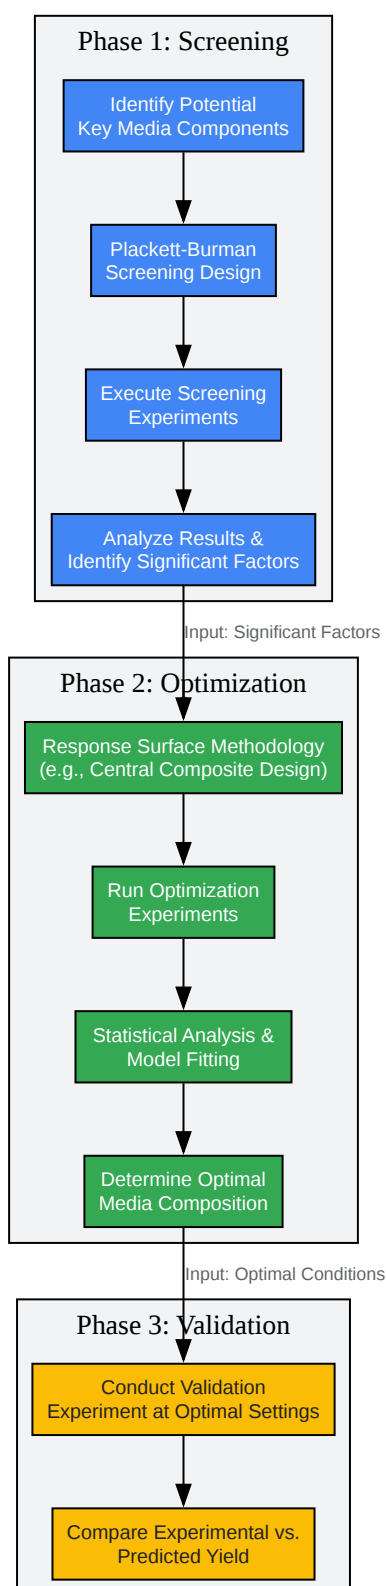 Phase 1: Screening
Identify Potential
Key Media Components
Plackett-Burman
Screening Design
Execute Screening
Experiments
Analyze Results &
Identify Significant Factors
Input: Significant Factors
Phase 2: Optimization
Response Surface Methodology
(e.g., Central Composite Design)
Run Optimization
Experiments
Statistical Analysis &
Model Fitting
Determine Optimal
Media Composition
Input: Optimal Conditions
Phase 3: Validation
Conduct Validation
Experiment at Optimal Settings
Compare Experimental vs.
Predicted Yield